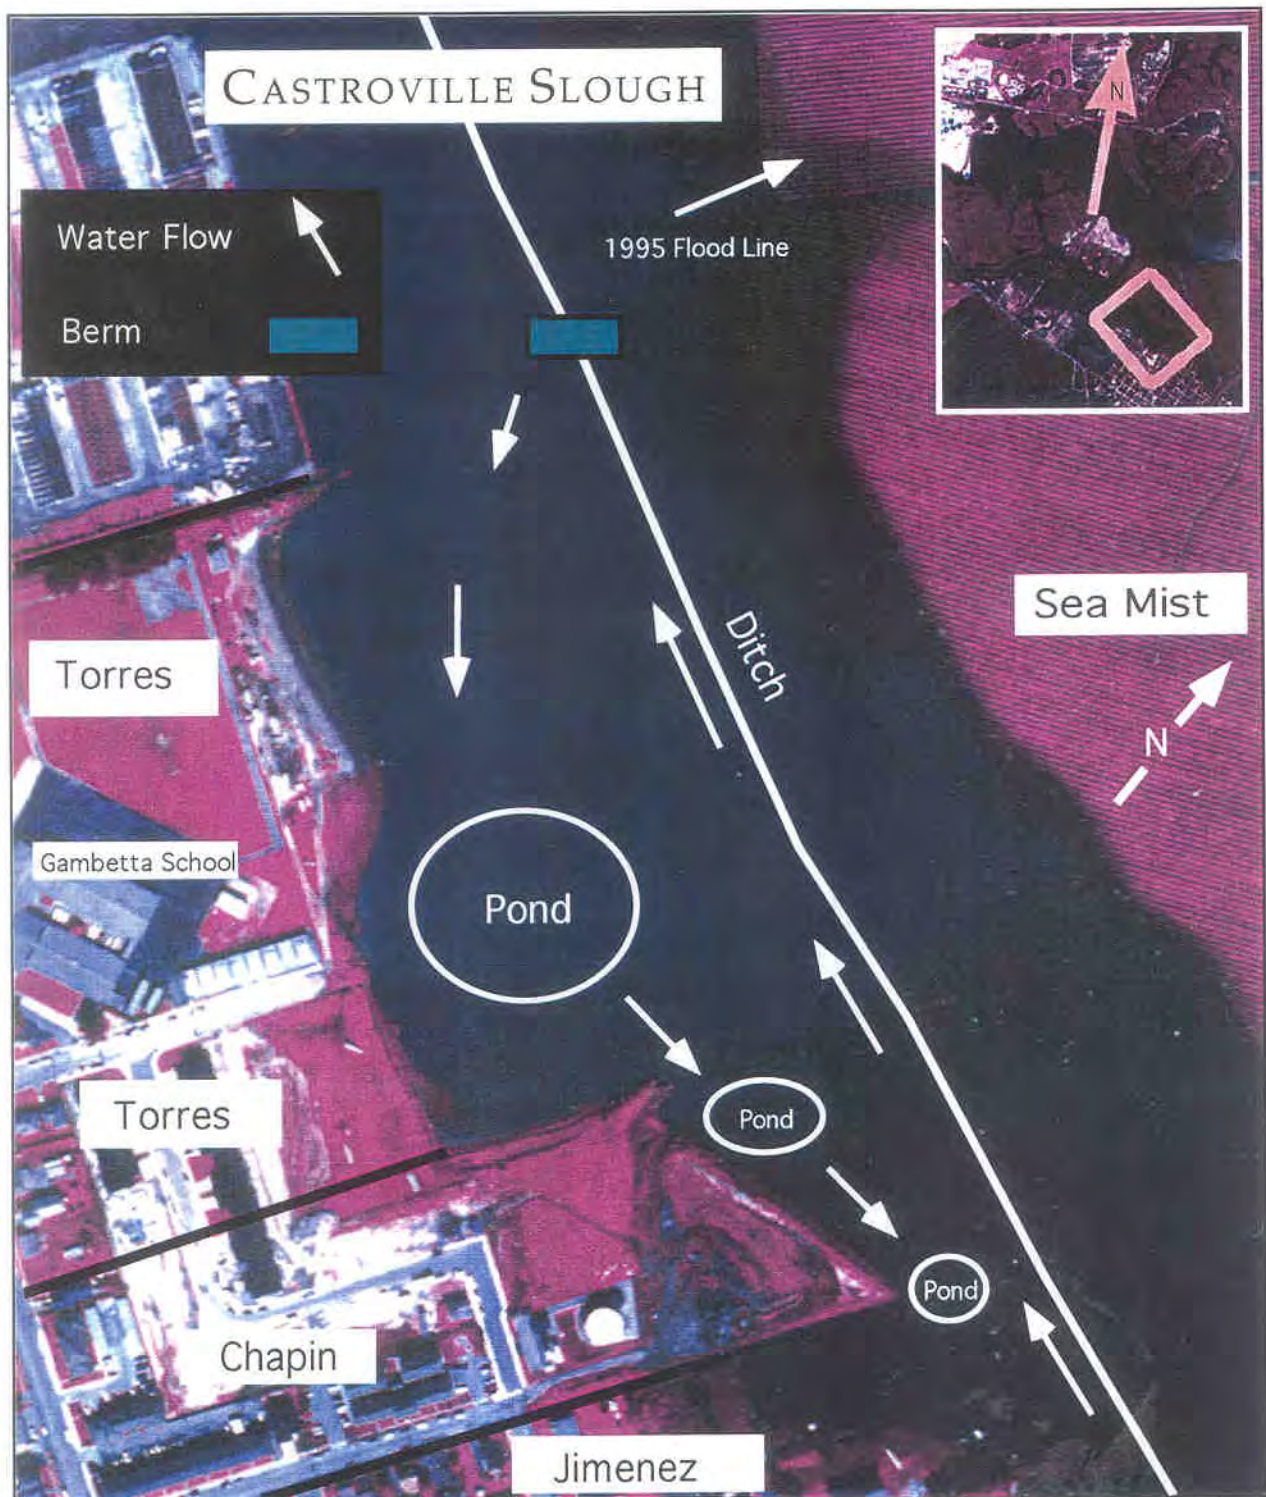 CASTROVILLE SLOUGH
N
Water Flow
1995 Flood Line
Berm
Sea Mist
Ditch
Torres
N
Gambetta School
Pond
Torres
Pond
Pond
Chapin
Jimenez